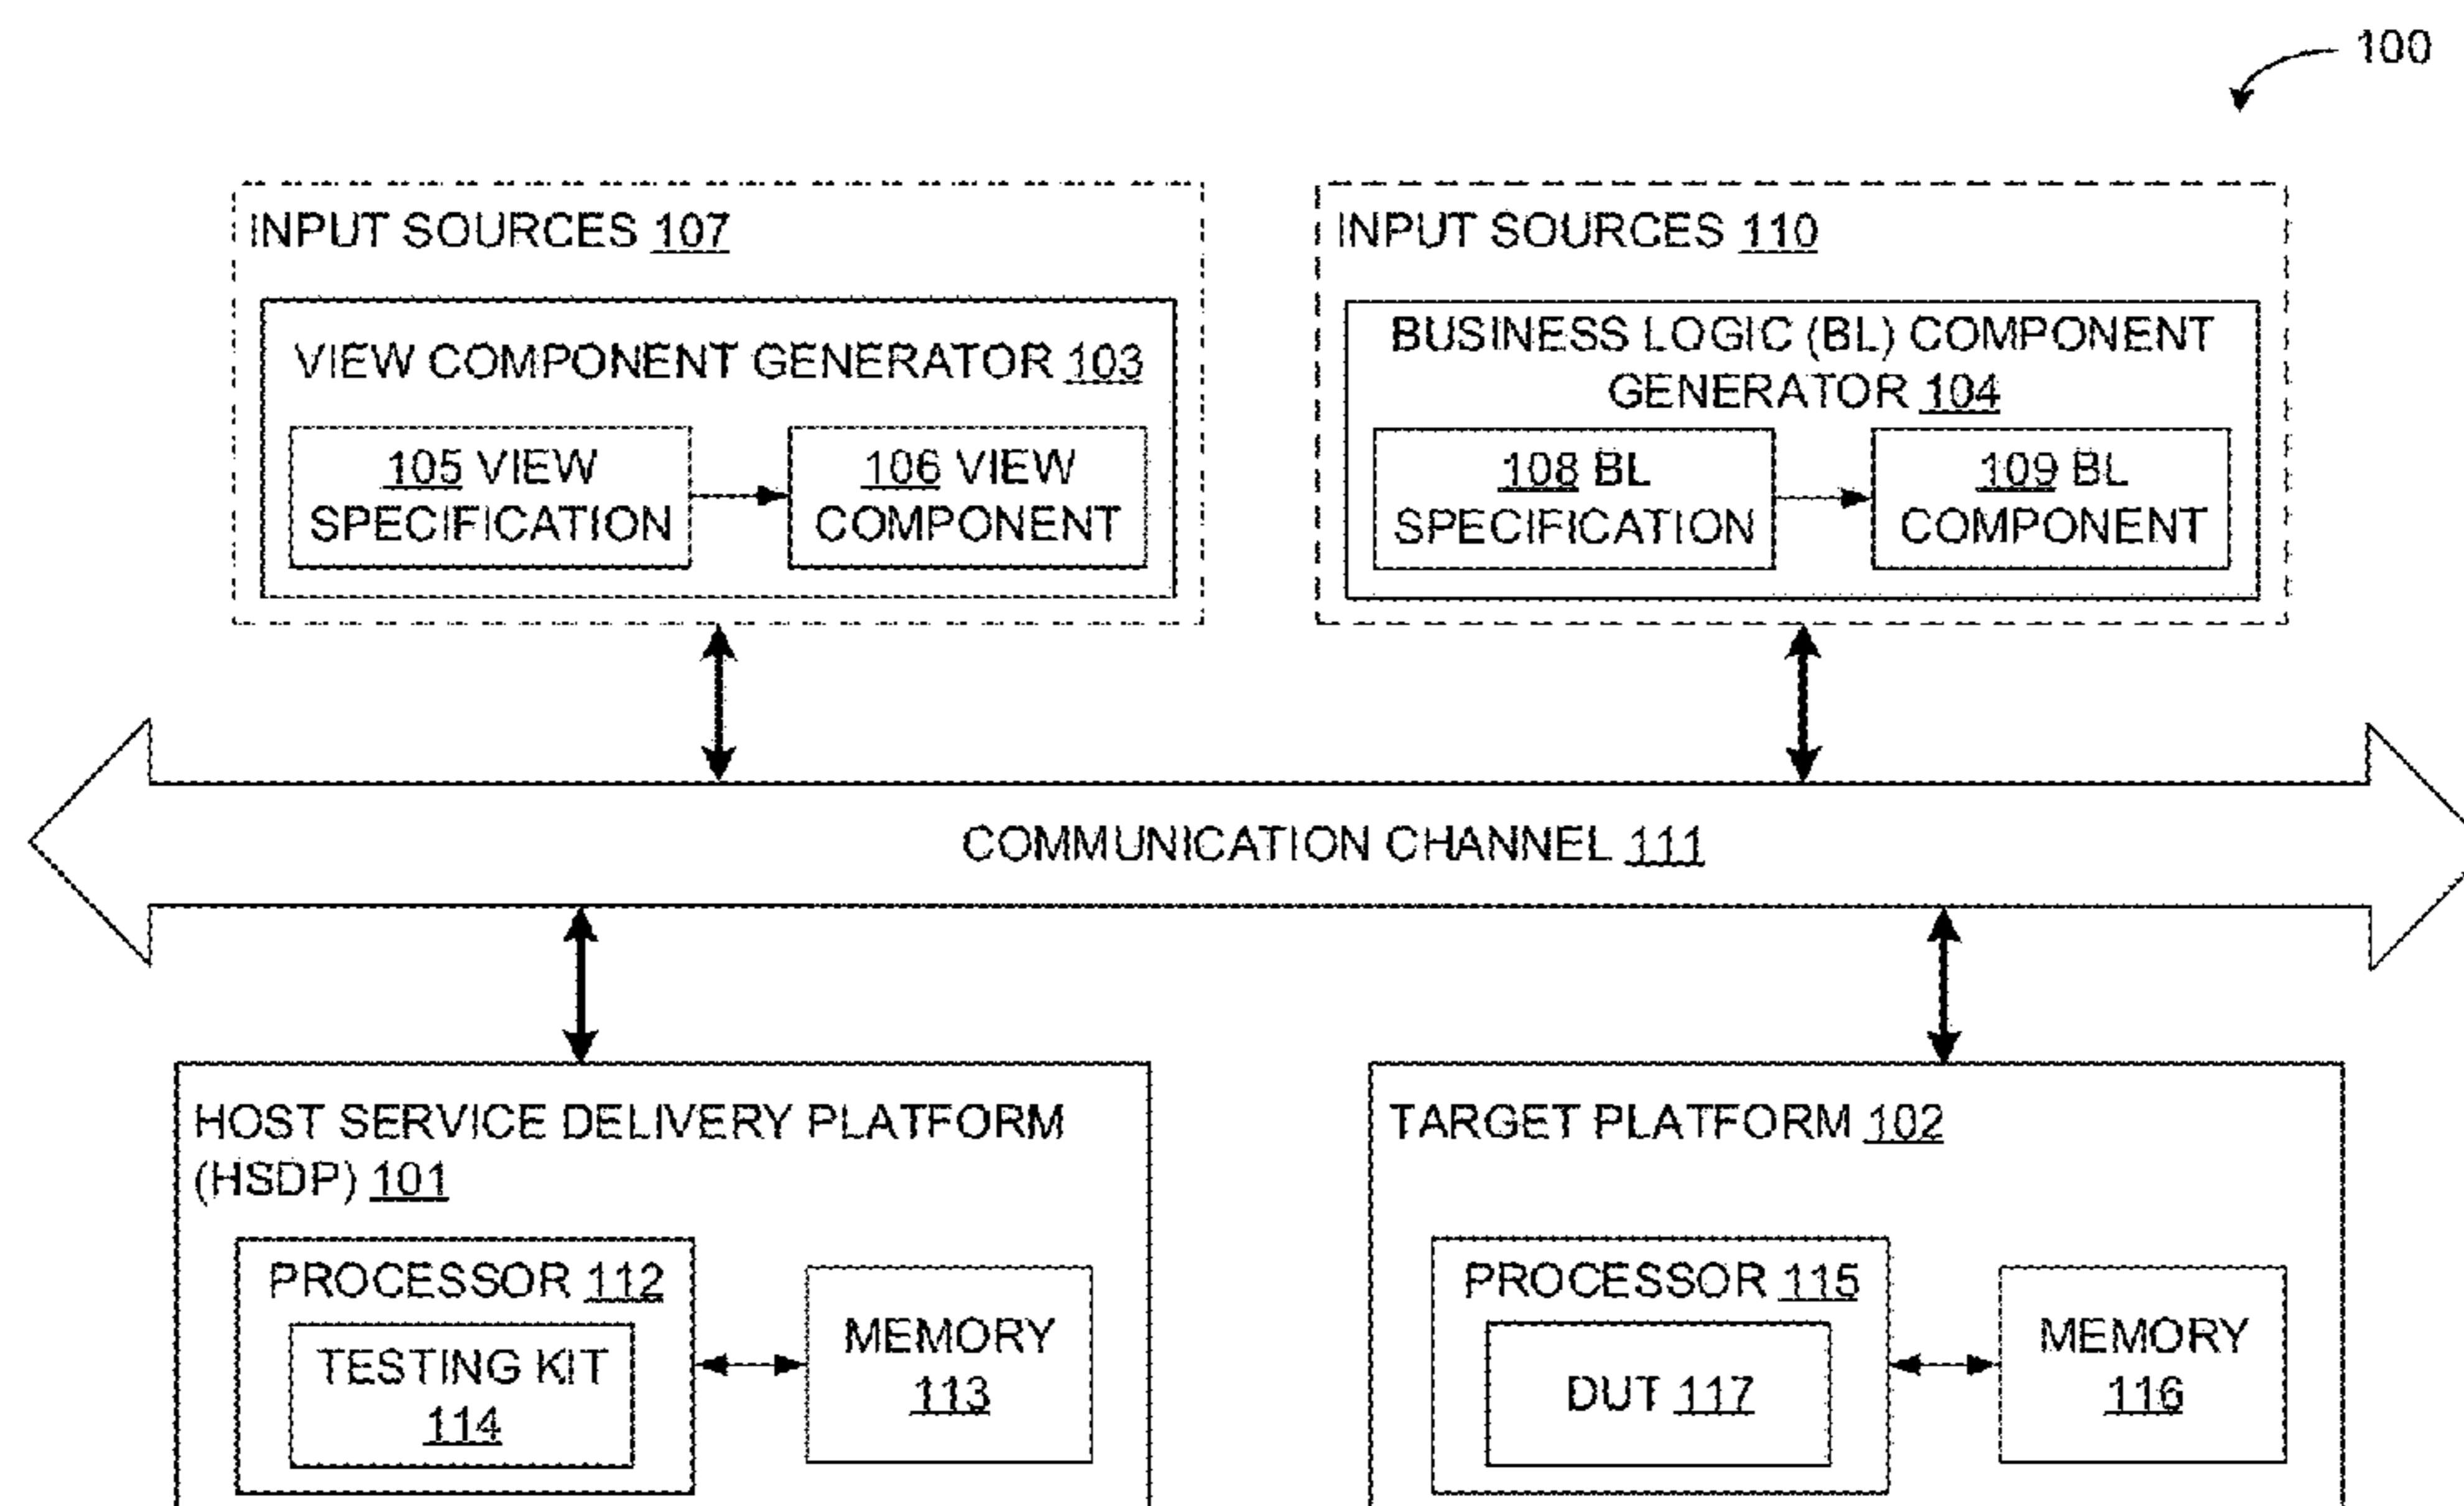 100
INPUT SOURCES 107
VIEW COMPONENT GENERATOR 103
105 VIEW
SPECIFICATION
106 VIEW
COMPONENT
INPUT SOURCES 110
BUSINESS LOGIC (BL) COMPONENT
GENERATOR 104
108 BL
SPECIFICATION
109 BL
COMPONENT
COMMUNICATION CHANNEL 111
HOST SERVICE DELIVERY PLATFORM
(HSDP) 101
PROCESSOR 112
TESTING KIT
114
MEMORY
113
TARGET PLATFORM 102
PROCESSOR 115
DUT 117
MEMORY
116